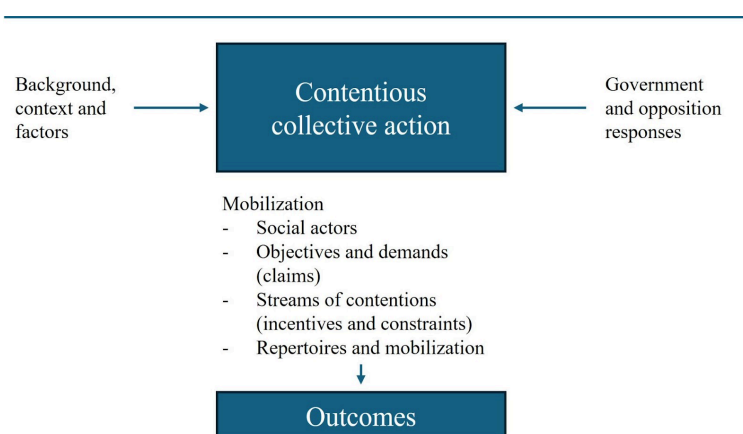 Background,
context and
factors
Contentious
collective action
Government
and opposition
responses
Mobilization
- Social actors
- Objectives and demands
(claims)
- Streams of contentions
(incentives and constraints)
- Repertoires and mobilization
Outcomes